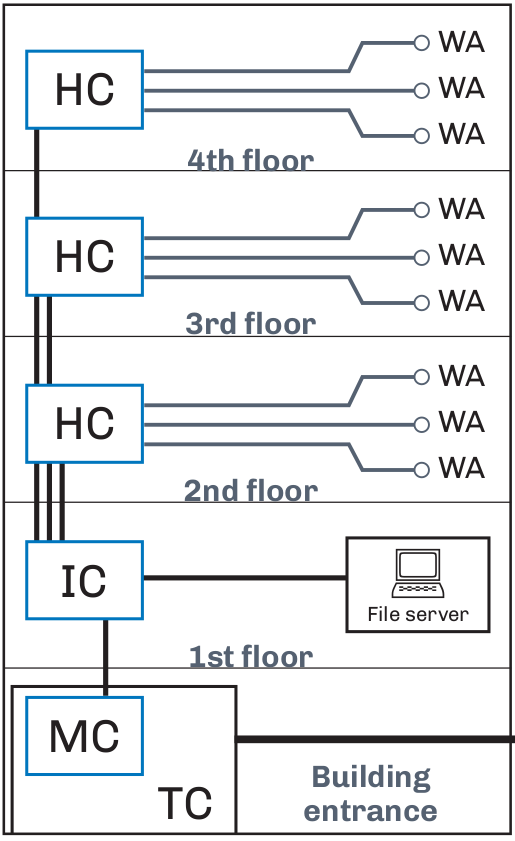 HC
WA
WA
WA
4th floor
HC
WA
WA
WA
3rd floor
HC
WA
WA
WA
2nd floor
IC
File server
1st floor
MC
TC
Building
entrance